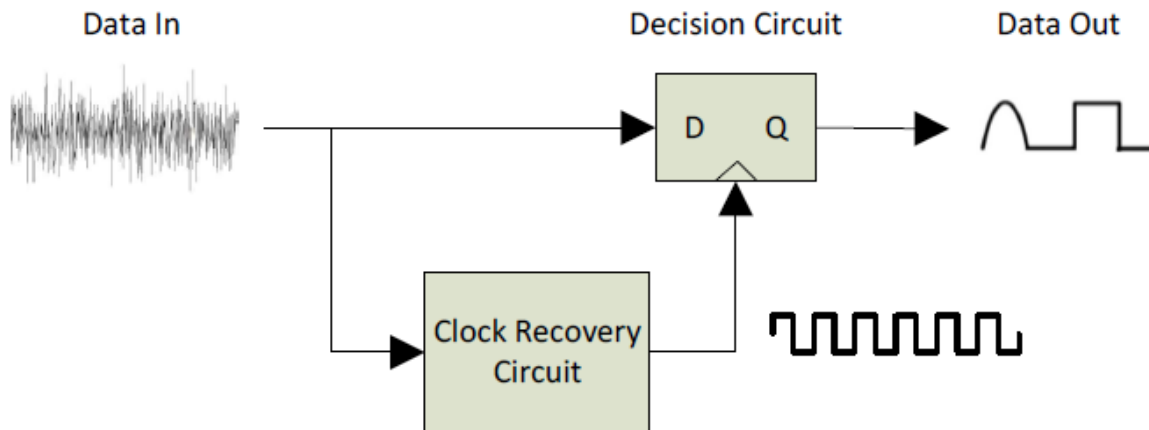 Data In
Decision Circuit
Data Out
D
Q
Clock Recovery
Circuit